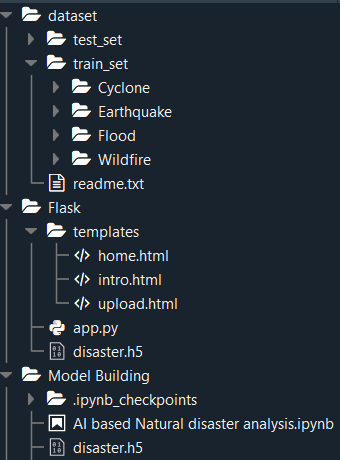 dataset
test_set
train_set
Cyclone
Earthquake
Flood
Wildfire
readme.txt
Flask
templates
home.html
intro.html
upload.html
app.py
disaster.h5
Model Building
.ipynb_checkpoints
AI based Natural disaster analysis.ipynb
disaster.h5